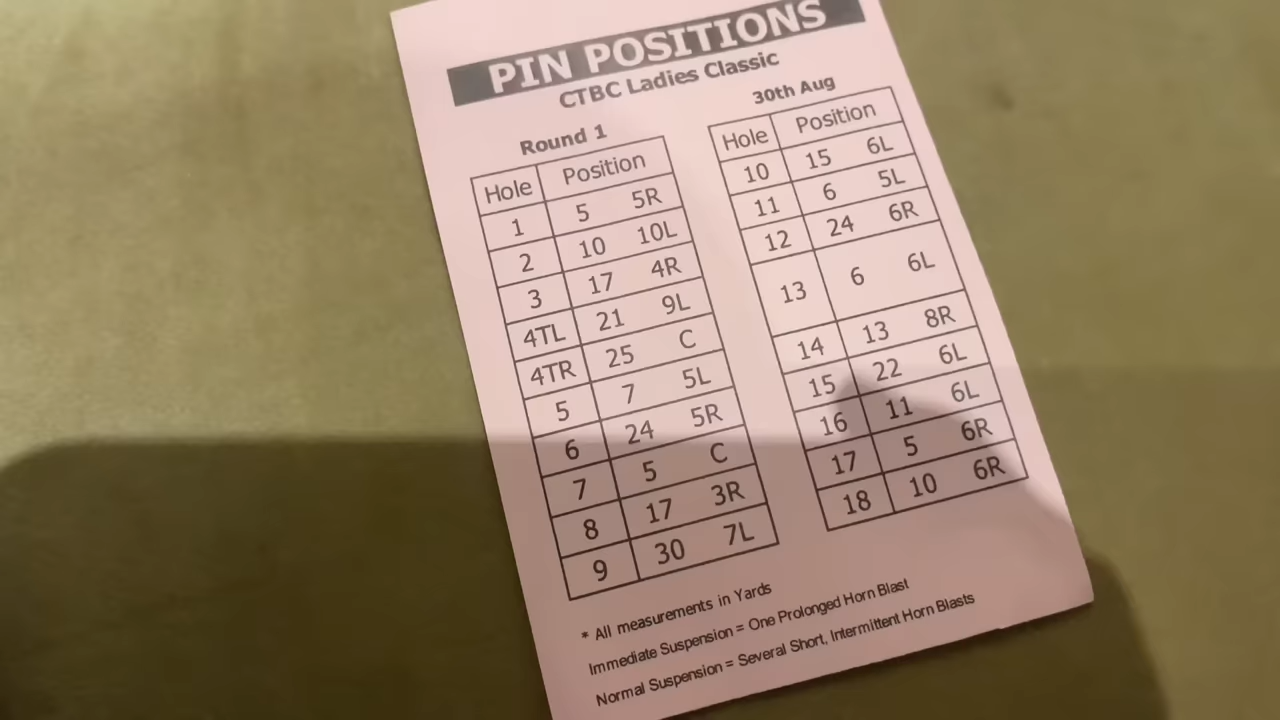 PIN POSITIONS
CTBC Ladies Classic
Round 1
30th Aug
Hole Position
1 5 5R
2 10 10L
3 17 4R
4TL 21 9L
4TR 25 C
5 7 5L
6 24 5R
7 5 C
8 17 3R
9 30 7L
Hole Position
10 15 6L
11 6 5L
12 24 6R
13 6 6L
14 13 8R
15 22 6L
16 11 6L
17 5 6R
18 10 6R
* All measurements in Yards
Immediate Suspension = One Prolonged Horn Blast
Normal Suspension = Several Short, Intermittent Horn Blasts